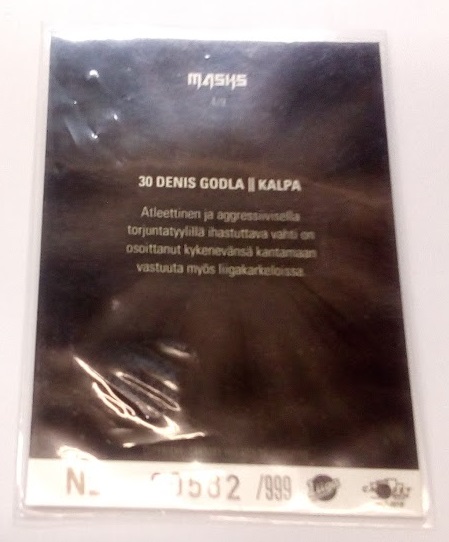 MASKS
30 DENIS GODLA || KALPA
Atleettinen ja aggressiivisella
torjuntatyylillä ihastuttava vahti on
osoittanut kykenevänsä kantamaan
vastuuta myös liigakarkeloissa.
/999